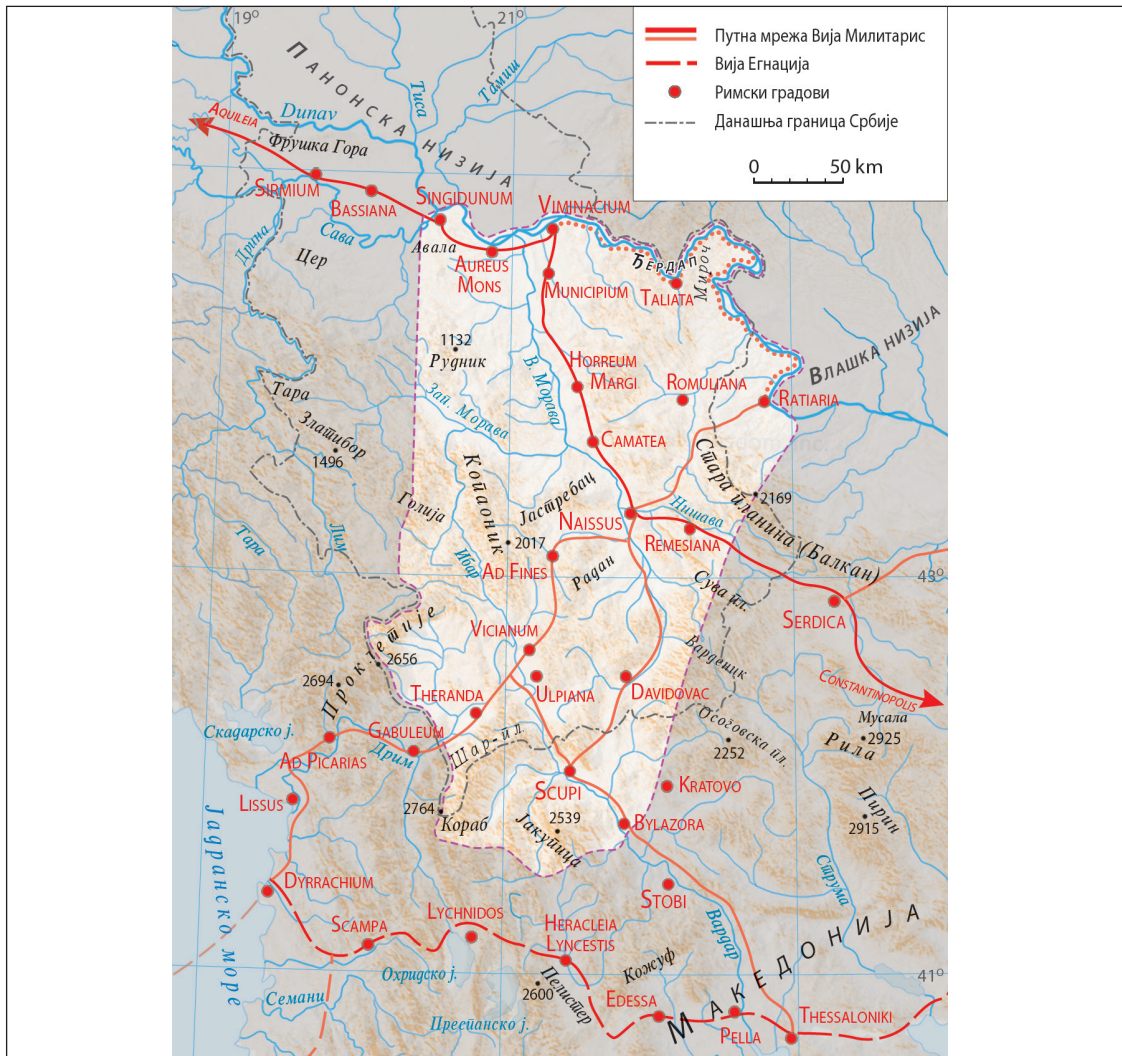 19°
21°
Путна мрежа Вија Милитарис
Вија Егнација
Римски градови
Данашња граница Србије
0 50 km
Панонска низија
Тиса
Тамиш
Dunav
Aquileia
Фрушка Гора
Sirmium
Bassiana
Singidunum
Viminacium
Сава
Дрина
Цер
Авала
Aureus
Mons
Municipium
Ђердап
Мироч
Taliata
1132
Рудник
В. Морава
Horreum
Margi
Romuliana
Ratiaria
Влашка низија
Тара
Златибор
1496
Зап. Морава
Camatea
Копаоник
Јастребац
Стара планина (Балкан)
2169
Голија
Naissus
Нишава
Remesiana
2017
Ad Fines
Радан
Тара
Лим
Ибар
Сува пл.
43°
Serdica
Vicianum
Проклетије
2656
2694
Варденик
Theranda
Ulpiana
Davidovac
Constantinopolis
Скадарско ј.
Gabuleum
Дрим
Шар-пл.
Осоговска пл.
2252
Мусала
2925
Рила
Ad Picarias
Scupi
Kratovo
Lissus
2764
Кораб
2539
Јакупица
Bylazora
Пирин
2915
Јадранско море
Dyrrachium
Stobi
Струма
Scampa
Lychnidos
Heracleia
Lyncestis
Вардар
Македонија
Охридско ј.
Кожуф
41°
Семани
2600
Пелистер
Edessa
Преспанско ј.
Pella
Thessaloniki